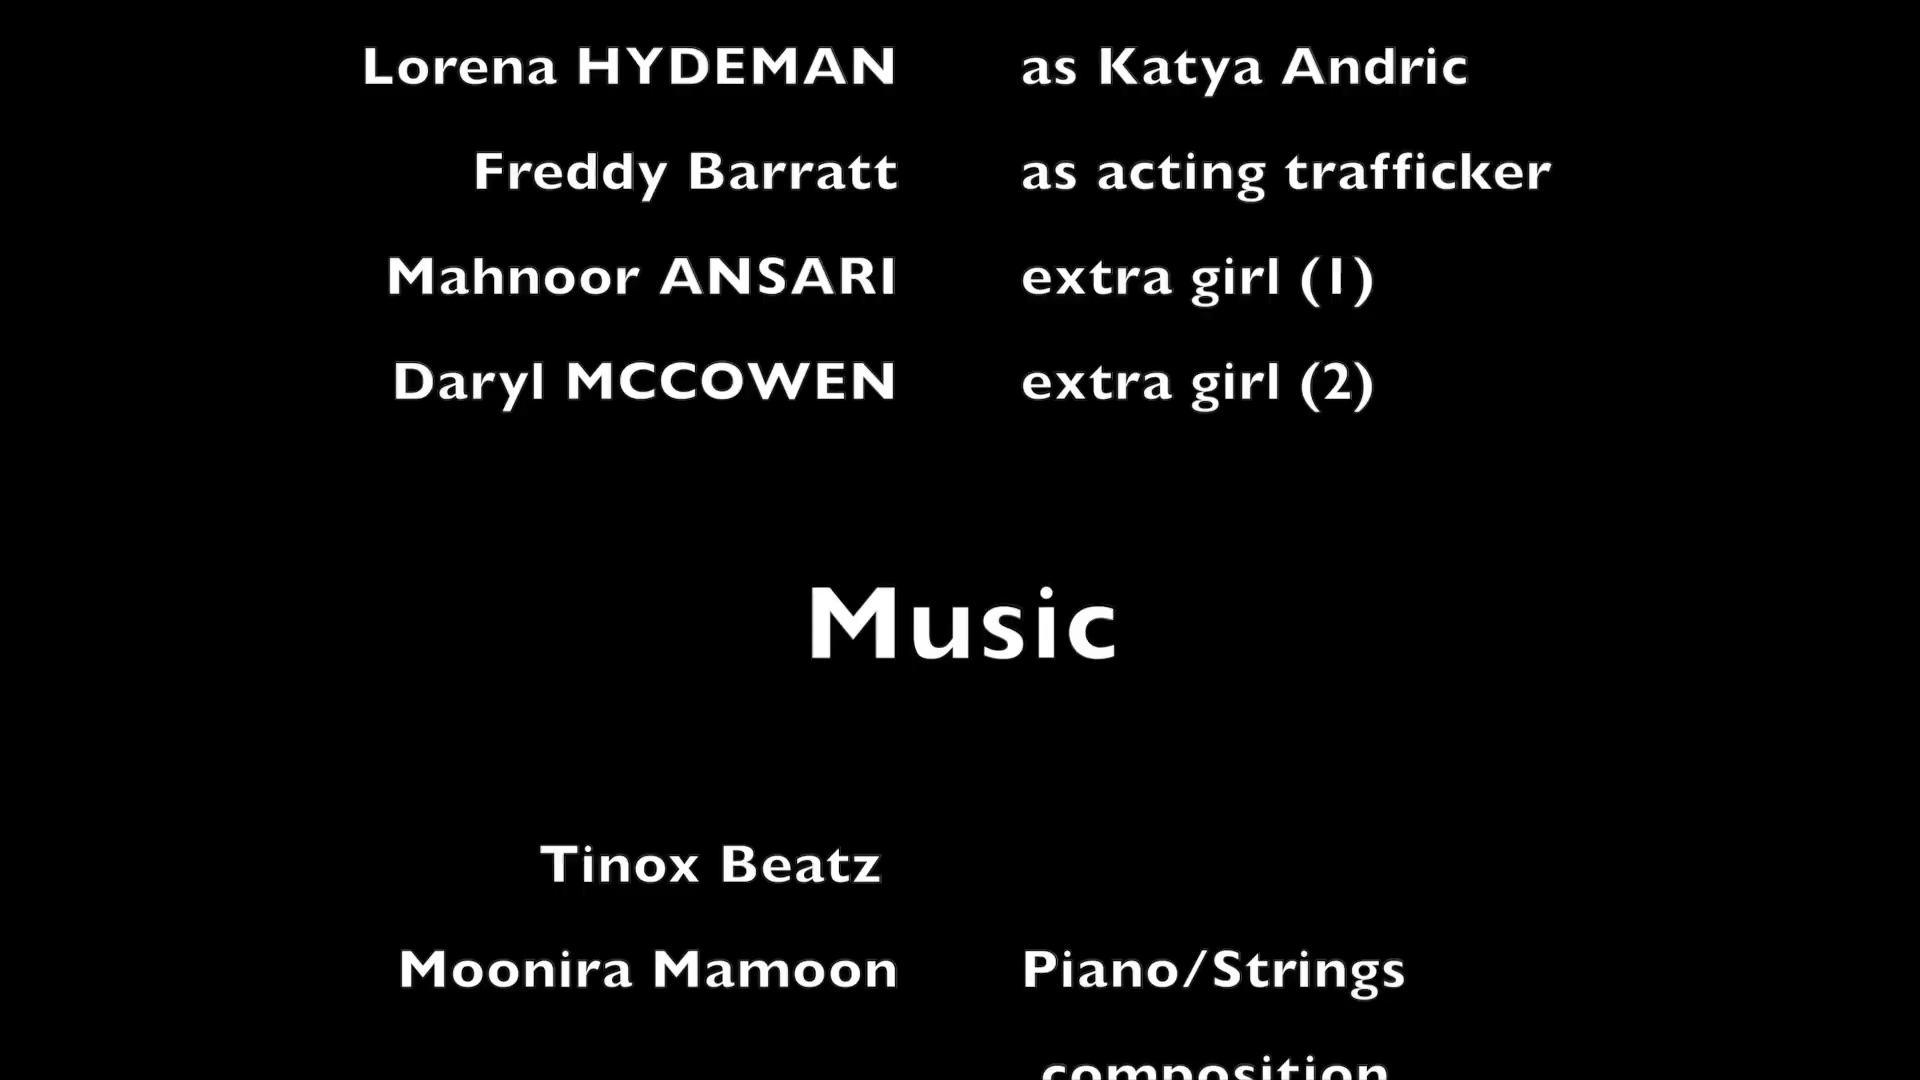 Lorena HYDEMAN as Katya Andric
Freddy Barratt as acting trafficker
Mahnoor ANSARI extra girl (1)
Daryl MCCOWEN extra girl (2)
Music
Tinox Beatz
Moonira Mamoon Piano/Strings
composition